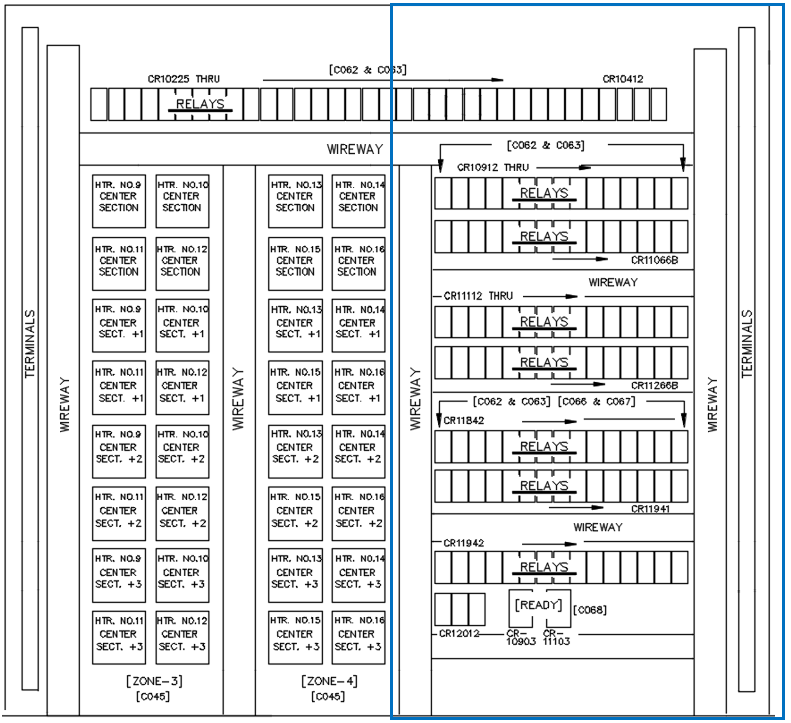 [C062 & C063]
CR10225 THRU
CR10412
RELAYS
WIREWAY
[C062 & C063]
CR10912 THRU
RELAYS
RELAYS
CR11066B
WIREWAY
CR11112 THRU
RELAYS
RELAYS
CR11266B
[C062 & C063] [C066 & C067]
CR11842
RELAYS
RELAYS
CR11941
WIREWAY
CR11942
RELAYS
[READY]
[C068]
CR12012
CR-
10903
CR-
11103
HTR. NO.9
CENTER
SECTION
HTR. NO.10
CENTER
SECTION
HTR. NO.13
CENTER
SECTION
HTR. NO.14
CENTER
SECTION
HTR. NO.11
CENTER
SECTION
HTR. NO.12
CENTER
SECTION
HTR. NO.15
CENTER
SECTION
HTR. NO.16
CENTER
SECTION
HTR. NO.9
CENTER
SECT. +1
HTR. NO.10
CENTER
SECT. +1
HTR. NO.13
CENTER
SECT. +1
HTR. NO.14
CENTER
SECT. +1
HTR. NO.11
CENTER
SECT. +1
HTR. NO.12
CENTER
SECT. +1
HTR. NO.15
CENTER
SECT. +1
HTR. NO.16
CENTER
SECT. +1
HTR. NO.9
CENTER
SECT. +2
HTR. NO.10
CENTER
SECT. +2
HTR. NO.13
CENTER
SECT. +2
HTR. NO.14
CENTER
SECT. +2
HTR. NO.11
CENTER
SECT. +2
HTR. NO.12
CENTER
SECT. +2
HTR. NO.15
CENTER
SECT. +2
HTR. NO.16
CENTER
SECT. +2
HTR. NO.9
CENTER
SECT. +3
HTR. NO.10
CENTER
SECT. +3
HTR. NO.13
CENTER
SECT. +3
HTR. NO.14
CENTER
SECT. +3
HTR. NO.11
CENTER
SECT. +3
HTR. NO.12
CENTER
SECT. +3
HTR. NO.15
CENTER
SECT. +3
HTR. NO.16
CENTER
SECT. +3
[ZONE-3]
[C045]
[ZONE-4]
[C045]
TERMINALS
WIREWAY
WIREWAY
WIREWAY
WIREWAY
TERMINALS